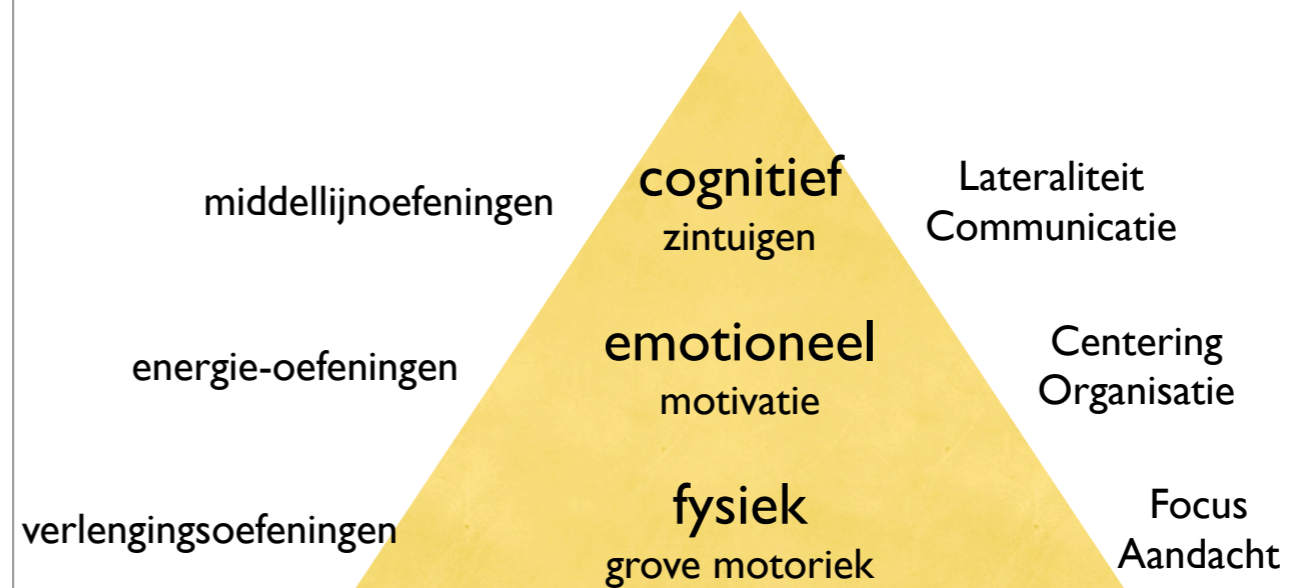 middellijnoefeningen
cognitief
zintuigen
Lateraliteit
Communicatie
energie-oefeningen
emotioneel
motivatie
Centering
Organisatie
verlengingsoefeningen
fysiek
grove motoriek
Focus
Aandacht